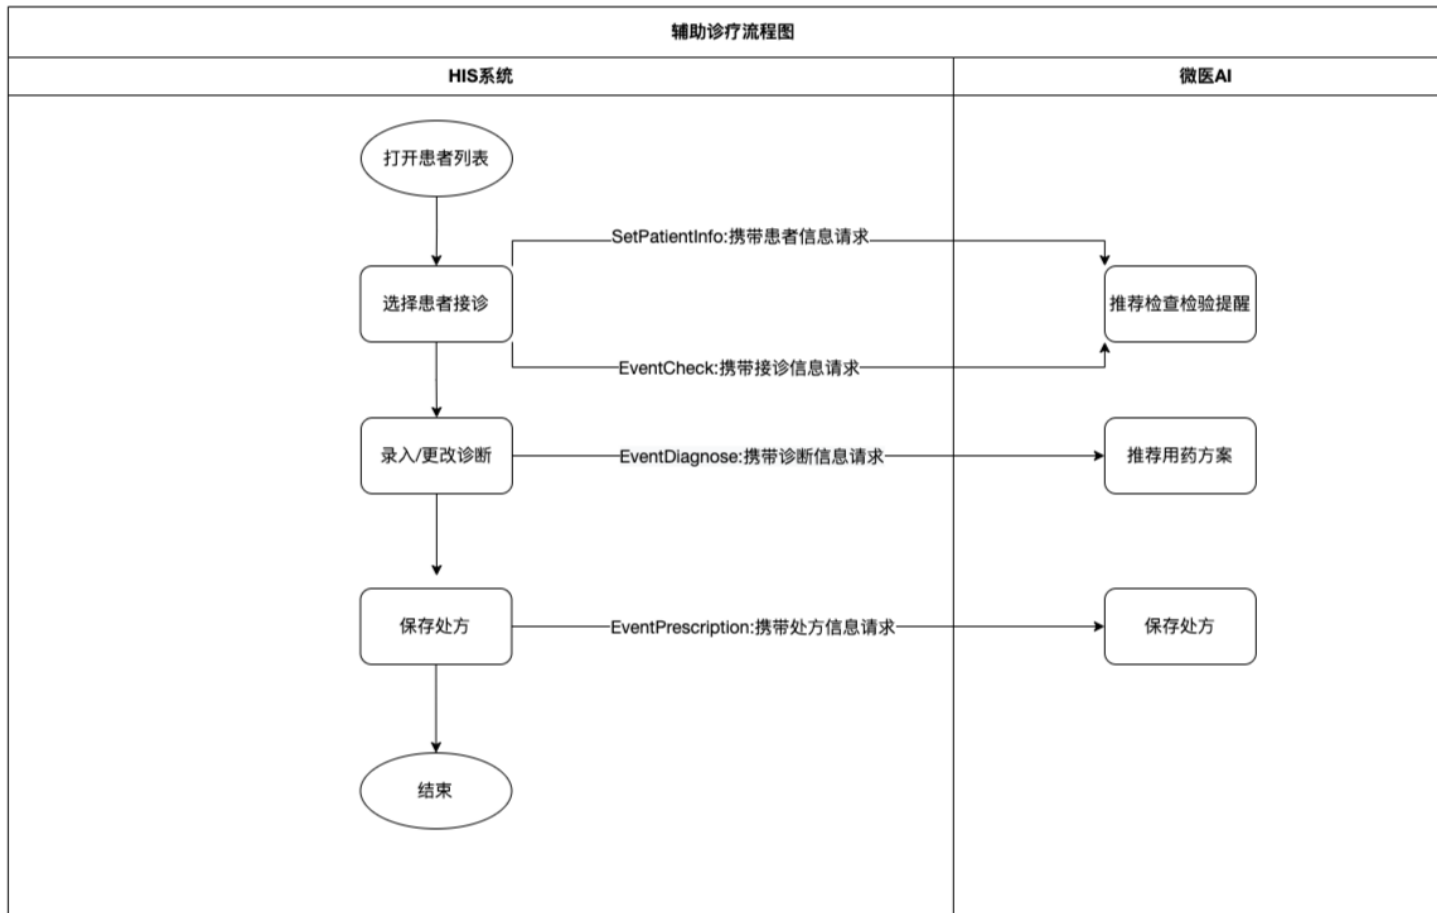 辅助诊疗流程图
HIS系统
微医AI
打开患者列表
SetPatientInfo:携带患者信息请求
选择患者接诊
推荐检查检验提醒
EventCheck:携带接诊信息请求
录入/更改诊断
EventDiagnose:携带诊断信息请求
推荐用药方案
保存处方
EventPrescription:携带处方信息请求
保存处方
结束